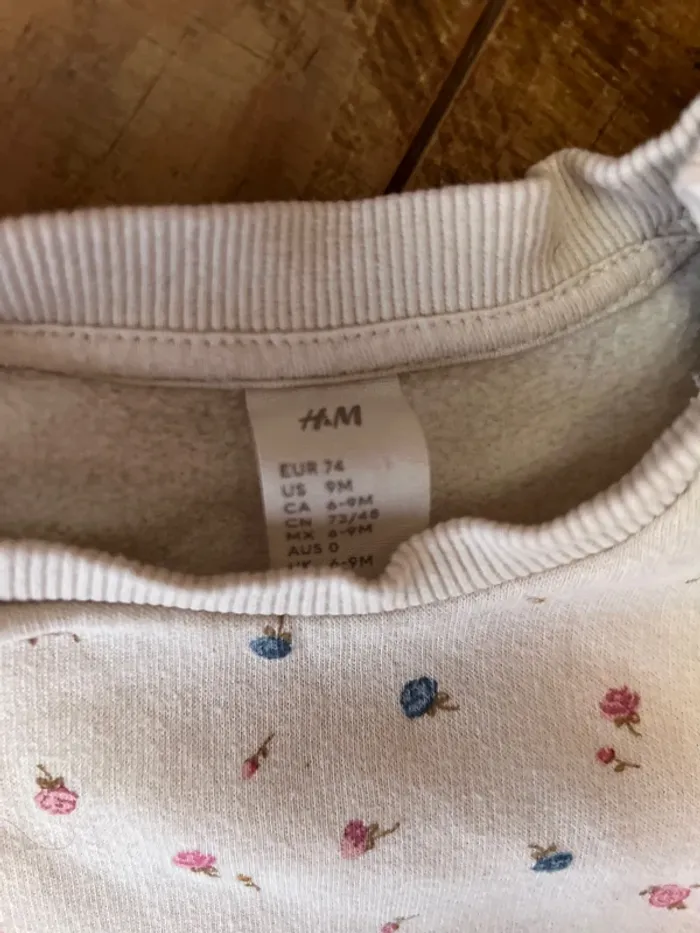 H&M
EUR 74
US 9M
CA 6-9M
CN 73/48
MX 6-9M
AUS 0
UK 6-9M